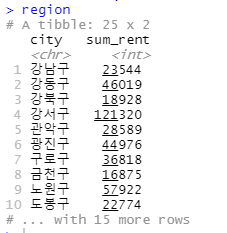 > region
# A tibble: 25 x 2
city sum_rent
<chr> <int>
1 강남구 23544
2 강동구 46019
3 강북구 18928
4 강서구 121320
5 관악구 28589
6 광진구 44976
7 구로구 36818
8 금천구 16875
9 노원구 57922
10 도봉구 22774
# ... with 15 more rows